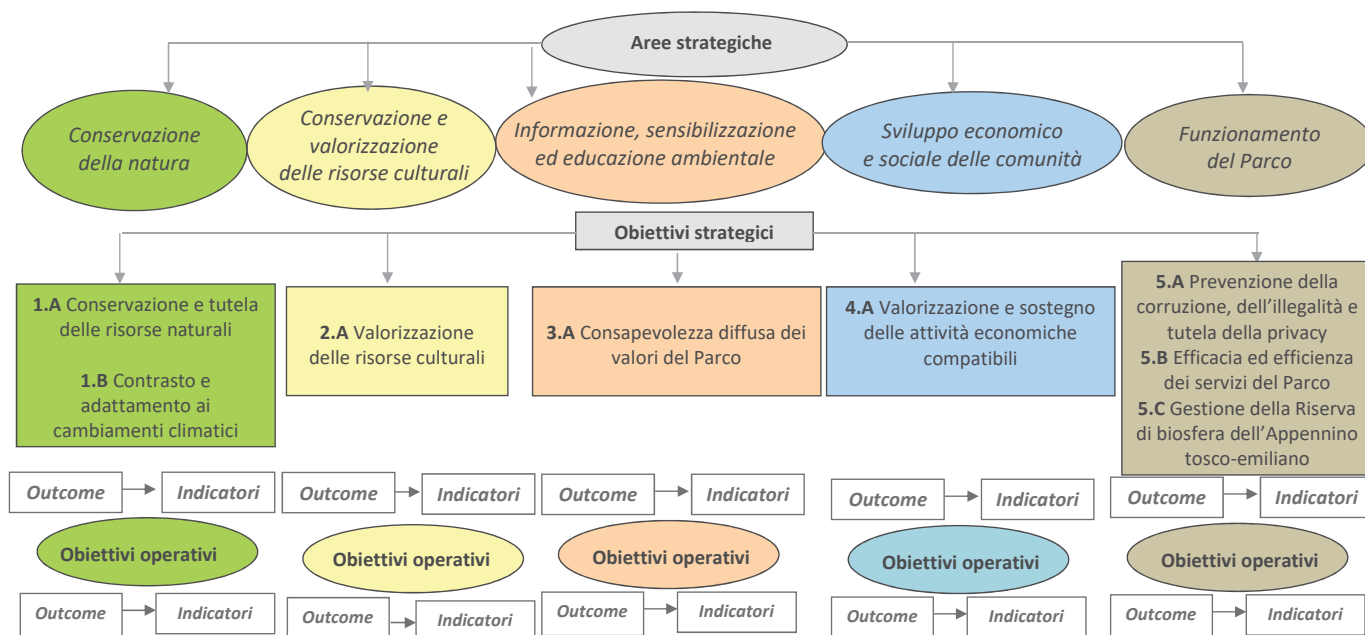 Aree strategiche
Conservazione
della natura
Conservazione e
valorizzazione
delle risorse culturali
Informazione, sensibilizzazione
ed educazione ambientale
Sviluppo economico
e sociale delle comunità
Funzionamento
del Parco
Obiettivi strategici
1.A Conservazione e tutela
delle risorse naturali
1.B Contrasto e
adattamento ai
cambiamenti climatici
2.A Valorizzazione
delle risorse culturali
3.A Consapevolezza diffusa dei
valori del Parco
4.A Valorizzazione e sostegno
delle attività economiche
compatibili
5.A Prevenzione della
corruzione, dell’illegalità e
tutela della privacy
5.B Efficacia ed efficienza
dei servizi del Parco
5.C Gestione della Riserva
di biosfera dell’Appennino
tosco-emiliano
Outcome
Indicatori
Outcome
Indicatori
Outcome
Indicatori
Outcome
Indicatori
Outcome
Indicatori
Obiettivi operativi
Obiettivi operativi
Obiettivi operativi
Obiettivi operativi
Obiettivi operativi
Outcome
Indicatori
Outcome
Indicatori
Outcome
Indicatori
Outcome
Indicatori
Outcome
Indicatori